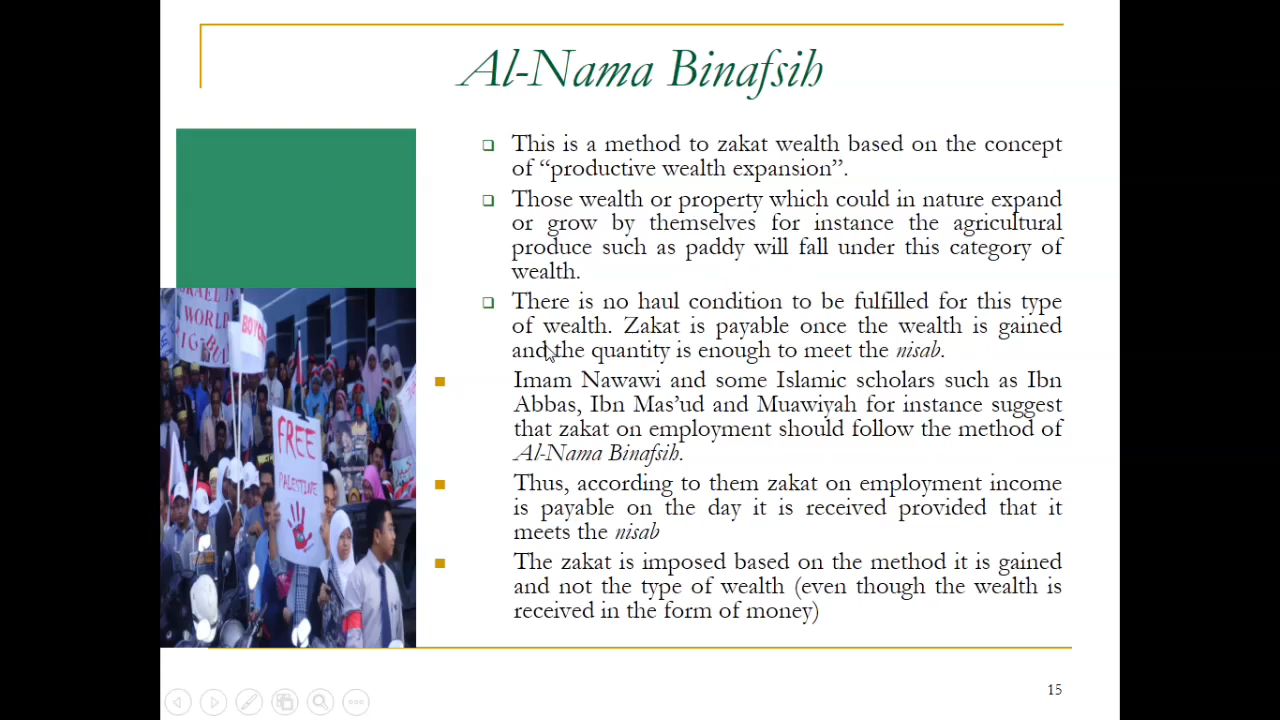 Al-Nama Binafsih
This is a method to zakat wealth based on the concept
of “productive wealth expansion”.
Those wealth or property which could in nature expand
or grow by themselves for instance the agricultural
produce such as paddy will fall under this category of
wealth.
There is no haul condition to be fulfilled for this type
of wealth. Zakat is payable once the wealth is gained
and the quantity is enough to meet the nisab.
Imam Nawawi and some Islamic scholars such as Ibn
Abbas, Ibn Mas’ud and Muawiyah for instance suggest
that zakat on employment should follow the method of
Al-Nama Binafsih.
Thus, according to them zakat on employment income
is payable on the day it is received provided that it
meets the nisab
The zakat is imposed based on the method it is gained
and not the type of wealth (even though the wealth is
received in the form of money)
ISRAEL IS
WORLD
FREE
PALESTINE
15